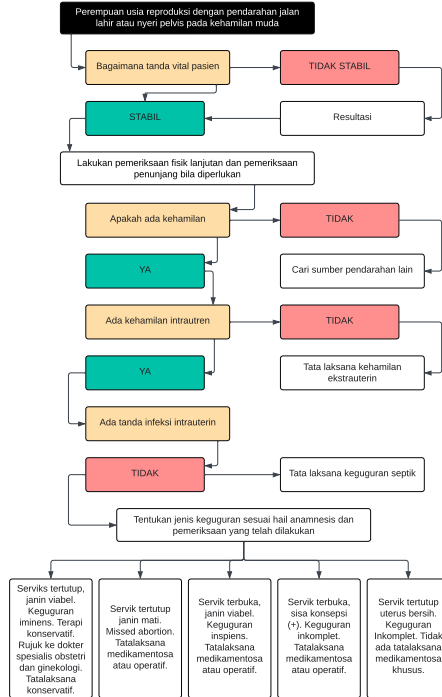 Perempuan usia reproduksi dengan pendarahan jalan
lahir atau nyeri pelvis pada kehamilan muda
Bagaimana tanda vital pasien
TIDAK STABIL
STABIL
Resultasi
Lakukan pemeriksaan fisik lanjutan dan pemeriksaan
penunjang bila diperlukan
Apakah ada kehamilan
TIDAK
YA
Cari sumber pendarahan lain
Ada kehamilan intrautren
TIDAK
YA
Tata laksana kehamilan
ekstrauterin
Ada tanda infeksi intrauterin
TIDAK
Tata laksana keguguran septik
Tentukan jenis keguguran sesuai hail anamnesis dan
pemeriksaan yang telah dilakukan
Serviks tertutup,
janin viabel.
Keguguran
iminens. Terapi
konservatif.
Rujuk ke dokter
spesialis obstetri
dan ginekologi.
Tatalaksana
konservatif.
Servik tertutup
janin mati.
Missed abortion.
Tatalaksana
medikamentosa
atau operatif.
Servik terbuka,
janin viabel.
Keguguran
inspiens.
Tatalaksana
medikamentosa
atau operatif.
Servik terbuka,
sisa konsepsi
(+). Keguguran
inkomplet.
Tatalaksana
medikamentosa
atau operatif.
Servik tertutup
uterus bersih.
Keguguran
Inkomplet. Tidak
ada tatalaksana
khusus.